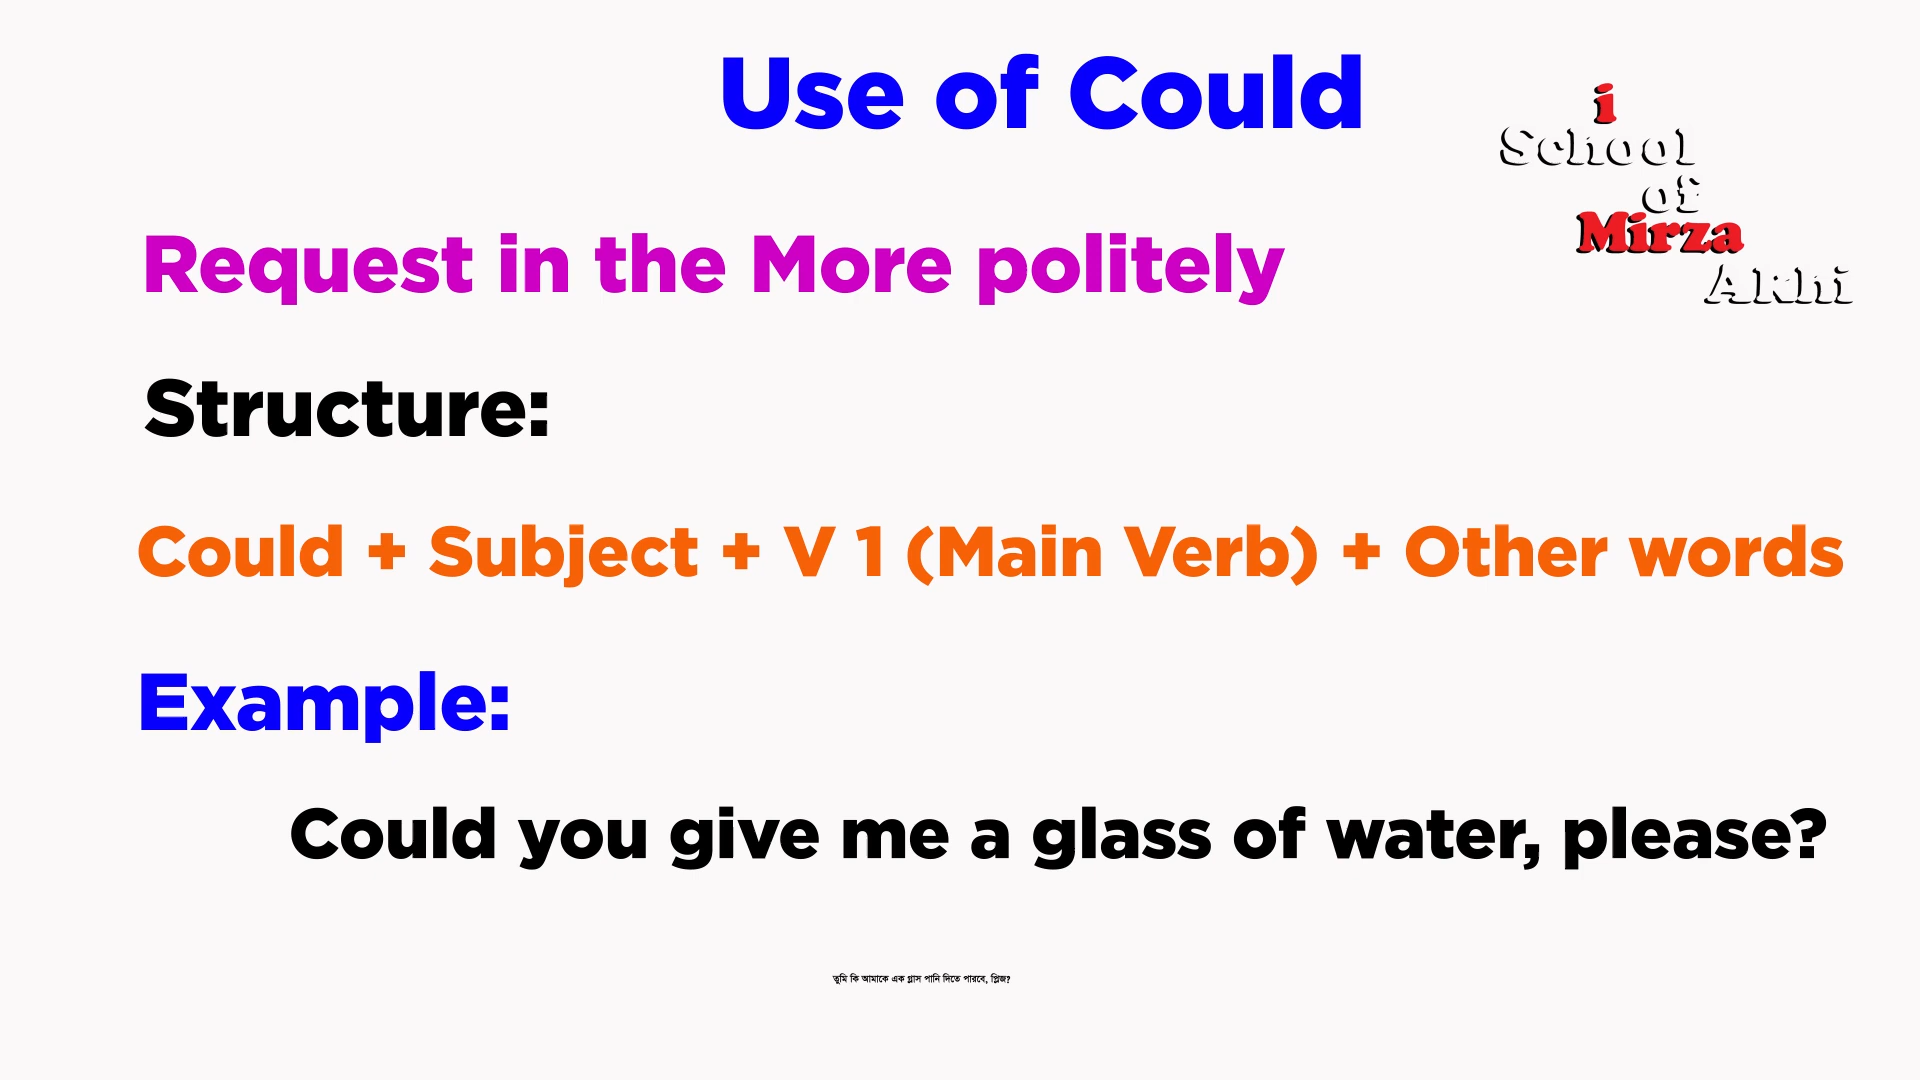 Use of Could
i
School
of
Mirza
Akhi
Request in the More politely
Structure:
Could + Subject + V 1 (Main Verb) + Other words
Example:
Could you give me a glass of water, please?
তুমি কি আমাকে এক গ্লাস পানি দিতে পারবে, প্লিজ?